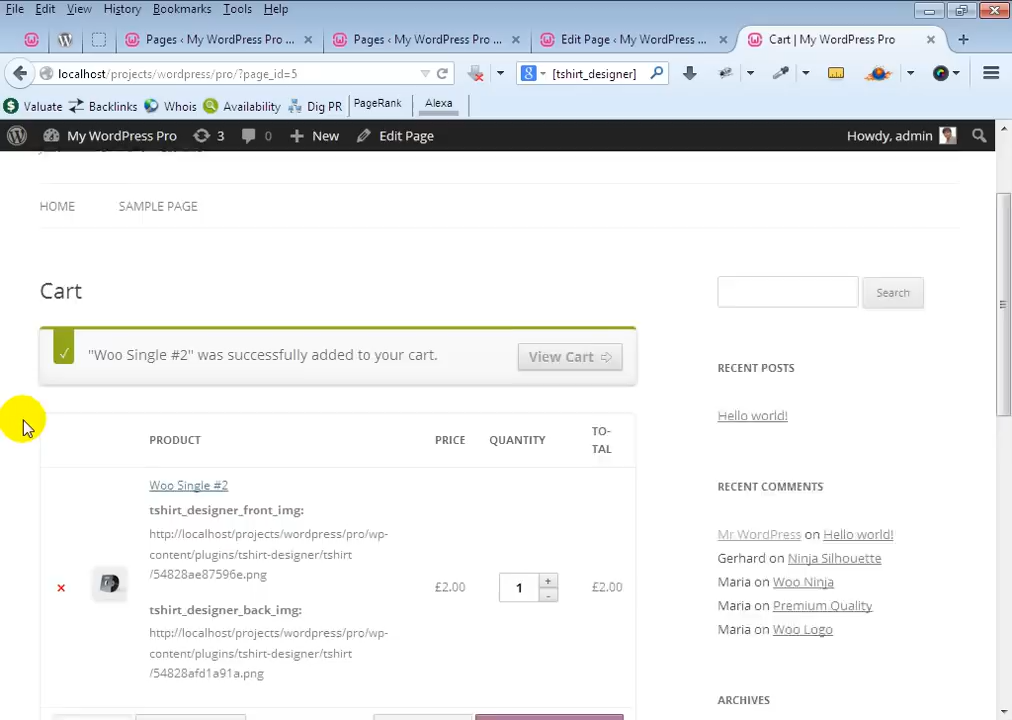 File Edit View History Bookmarks Tools Help
Pages ‹ My WordPress Pro ... × Pages ‹ My WordPress Pro ... × Edit Page ‹ My WordPress ... × Cart | My WordPress Pro ×
localhost/projects/wordpress/pro/?page_id=5 [tshirt_designer]
Valuate Backlinks Whois Availability Dig PR PageRank Alexa
My WordPress Pro 3 0 New Edit Page Howdy, admin
HOME SAMPLE PAGE
Cart
"Woo Single #2" was successfully added to your cart. View Cart
PRODUCT PRICE QUANTITY TO-
TAL
Woo Single #2
tshirt_designer_front_img:
http://localhost/projects/wordpress/pro/wp-
content/plugins/tshirt-designer/tshirt
/54828ae87596e.png
£2.00 1 + - £2.00
tshirt_designer_back_img:
http://localhost/projects/wordpress/pro/wp-
content/plugins/tshirt-designer/tshirt
/54828afd1a91a.png
Search
RECENT POSTS
Hello world!
RECENT COMMENTS
Mr WordPress on Hello world!
Gerhard on Ninja Silhouette
Maria on Woo Ninja
Maria on Premium Quality
Maria on Woo Logo
ARCHIVES